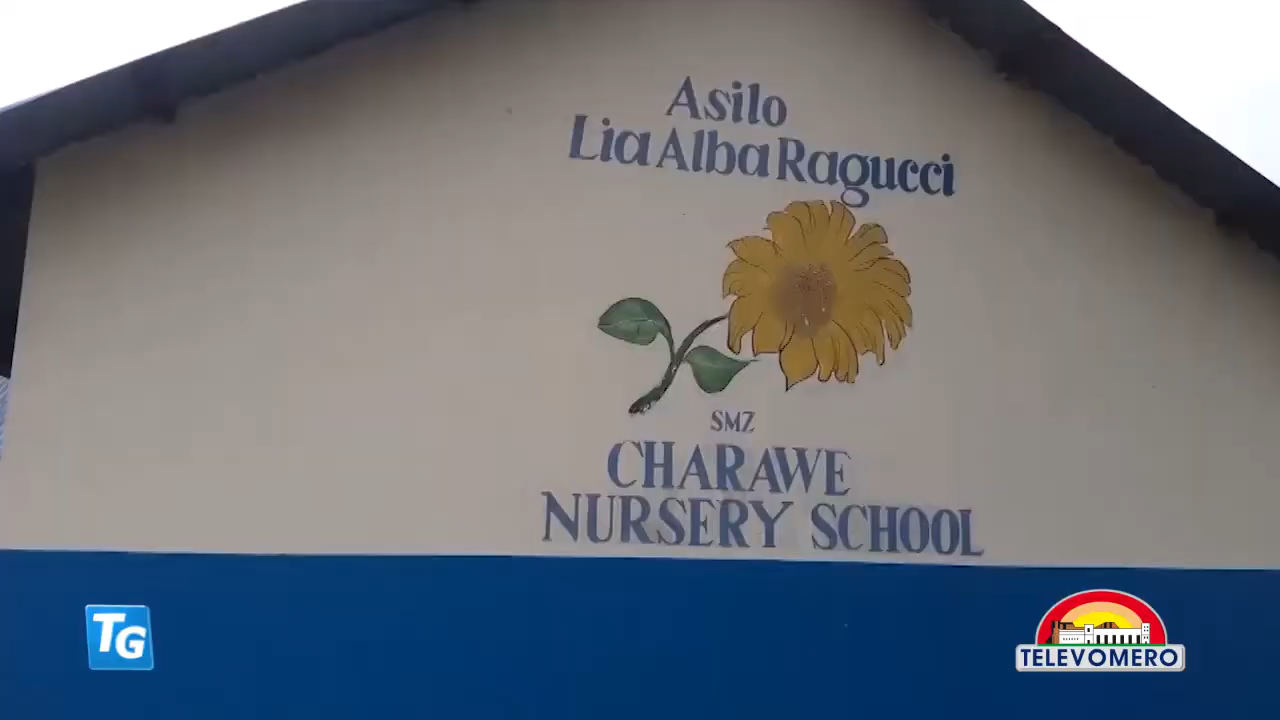 Asilo
Lia Alba Ragucci
SMZ
CHARAWE
NURSERY SCHOOL
TG
TELEVOMERO